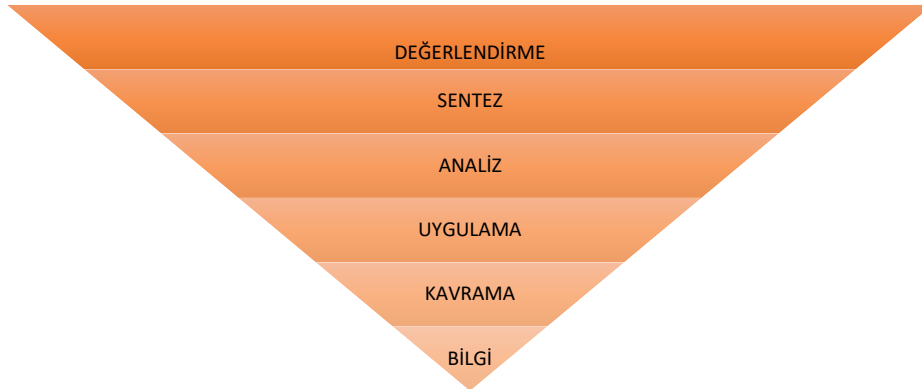 DEĞERLENDİRME
SENTEZ
ANALİZ
UYGULAMA
KAVRAMA
BİLGİ